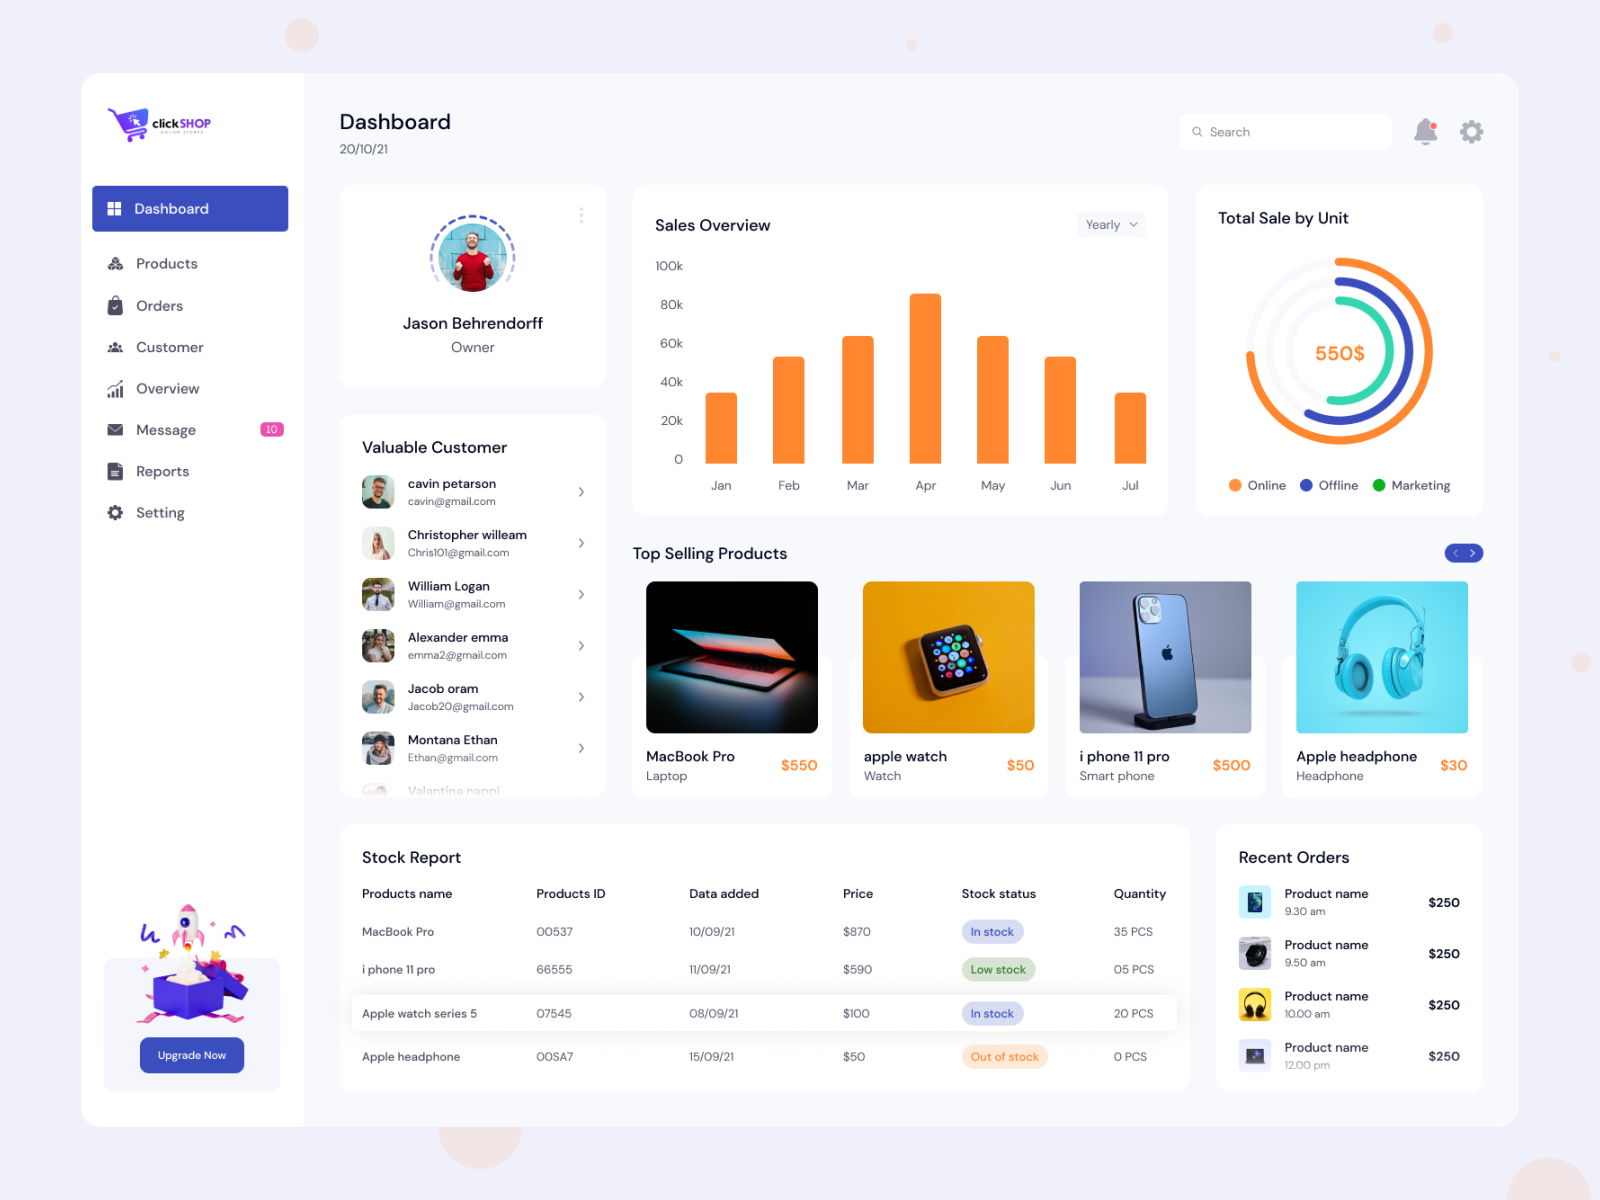 clickSHOP
ONLINE STORES
Dashboard
Products
Orders
Customer
Overview
Message 10
Reports
Setting
Upgrade Now
Dashboard
20/10/21
Search
Jason Behrendorff
Owner
Valuable Customer
cavin petarson
cavin@gmail.com
Christopher willeam
Chris101@gmail.com
William Logan
William@gmail.com
Alexander emma
emma2@gmail.com
Jacob oram
Jacob20@gmail.com
Montana Ethan
Ethan@gmail.com
Valantina nappi
Sales Overview
Yearly
100k
80k
60k
40k
20k
0
Jan Feb Mar Apr May Jun Jul
Total Sale by Unit
550$
Online Offline Marketing
Top Selling Products
MacBook Pro
Laptop
$550
apple watch
Watch
$50
i phone 11 pro
Smart phone
$500
Apple headphone
Headphone
$30
Stock Report
Products name Products ID Data added Price Stock status Quantity
MacBook Pro 00537 10/09/21 $870 In stock 35 PCS
i phone 11 pro 66555 11/09/21 $590 Low stock 05 PCS
Apple watch series 5 07545 08/09/21 $100 In stock 20 PCS
Apple headphone 00SA7 15/09/21 $50 Out of stock 0 PCS
Recent Orders
Product name
9.30 am
$250
Product name
9.50 am
$250
Product name
10.00 am
$250
Product name
12.00 pm
$250